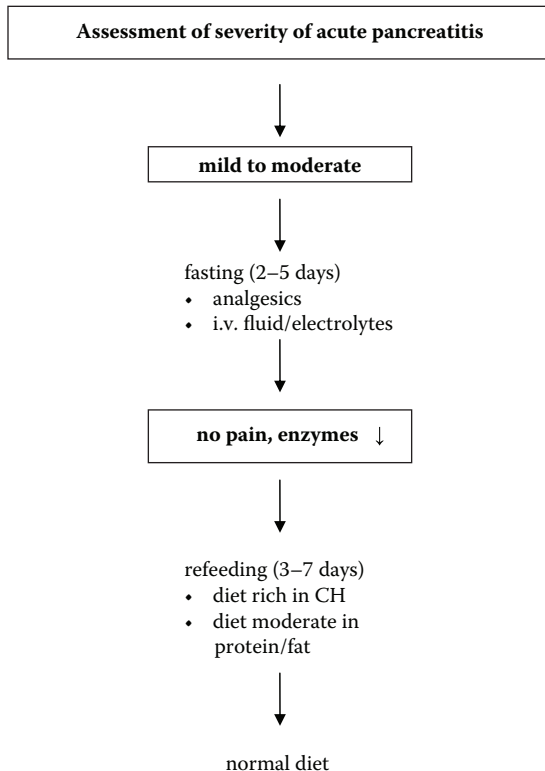 Assessment of severity of acute pancreatitis
mild to moderate
fasting (2–5 days)
• analgesics
• i.v. fluid/electrolytes
no pain, enzymes ↓
refeeding (3–7 days)
• diet rich in CH
• diet moderate in
protein/fat
normal diet